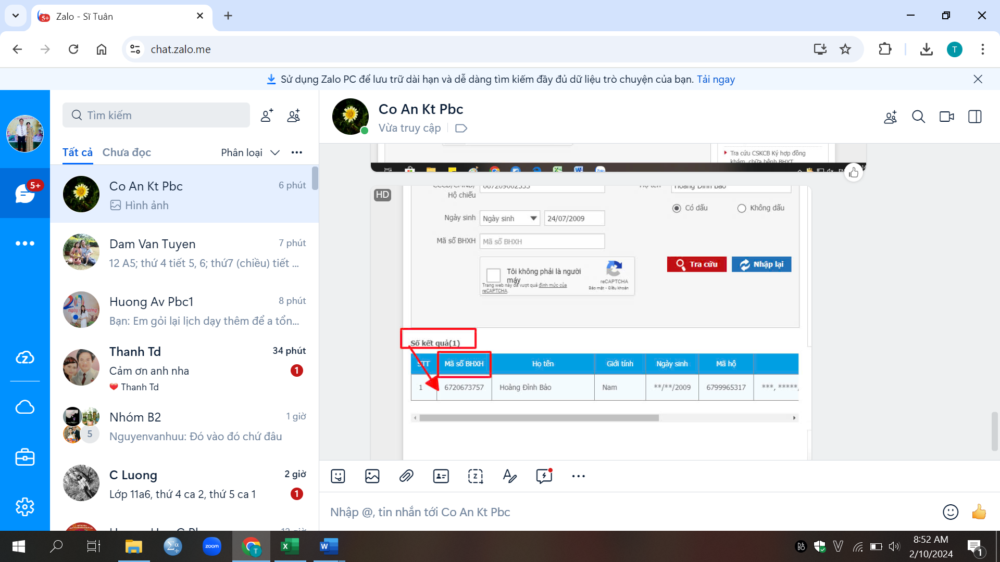 Zalo - Sĩ Tuân
chat.zalo.me
T
Sử dụng Zalo PC để lưu trữ dài hạn và dễ dàng tìm kiếm đầy đủ dữ liệu trò chuyện của bạn. Tải ngay
Tìm kiếm
Tất cả
Chưa đọc
Phân loại
5+
Co An Kt Pbc
6 phút
Hình ảnh
Dam Van Tuyen
7 phút
12 A5; thứ 4 tiết 5, 6; thứ7 (chiều) tiết ...
Huong Av Pbc1
8 phút
Bạn: Em gỏi lại lịch dạy thêm để a tổn...
Thanh Td
34 phút
Cảm ơn anh nha
1
Thanh Td
Nhóm B2
1 giờ
5
Nguyenvanhuu: Đó vào đó chứ đâu
C Luong
2 giờ
Lớp 11a6, thứ 4 ca 2, thứ 5 ca 1
1
Co An Kt Pbc
Vừa truy cập
Tra cứu CSKCB Ký hợp đồng
khám, chữa bệnh BHYT
HD
Hộ chiếu
Hoàng Đình Bảo
Có dấu
Không dấu
Ngày sinh
Ngày sinh
24/07/2009
Mã số BHXH
Mã số BHXH
Tôi không phải là người
máy
reCAPTCHA
Trang web này đã vượt quá định mức của
reCAPTCHA.
Bảo mật - Điều khoản
Tra cứu
Nhập lại
Số kết quả(1)
STT
Mã số BHXH
Họ tên
Giới tính
Ngày sinh
Mã hộ
1
6720673757
Hoàng Đình Bảo
Nam
**/**/2009
6799965317
***, *****,
Nhập @, tin nhắn tới Co An Kt Pbc
zoom
T
8:52 AM
2/10/2024
1